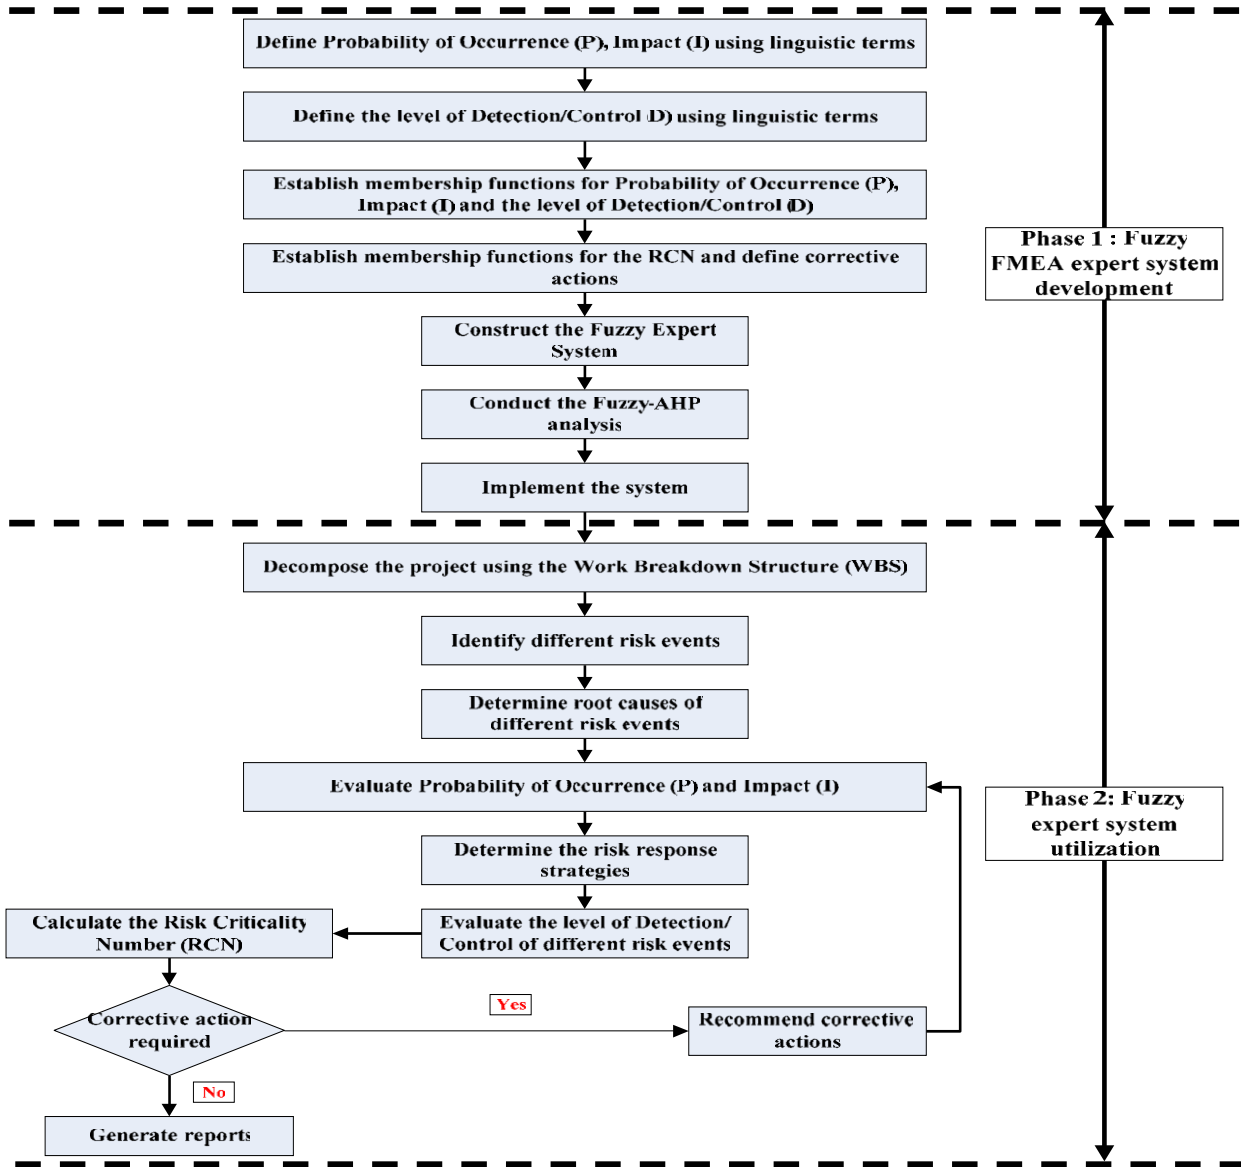 Define Probability of Occurrence (P), Impact (I) using linguistic terms
Define the level of Detection/Control (D) using linguistic terms
Establish membership functions for Probability of Occurrence (P),
Impact (I) and the level of Detection/Control (D)
Establish membership functions for the RCN and define corrective
actions
Construct the Fuzzy Expert
System
Conduct the Fuzzy-AHP
analysis
Implement the system
Phase 1 : Fuzzy
FMEA expert system
development
Decompose the project using the Work Breakdown Structure (WBS)
Identify different risk events
Determine root causes of
different risk events
Evaluate Probability of Occurrence (P) and Impact (I)
Determine the risk response
strategies
Evaluate the level of Detection/
Control of different risk events
Calculate the Risk Criticality
Number (RCN)
Corrective action
required
Yes
Recommend corrective
actions
No
Generate reports
Phase 2: Fuzzy
expert system
utilization